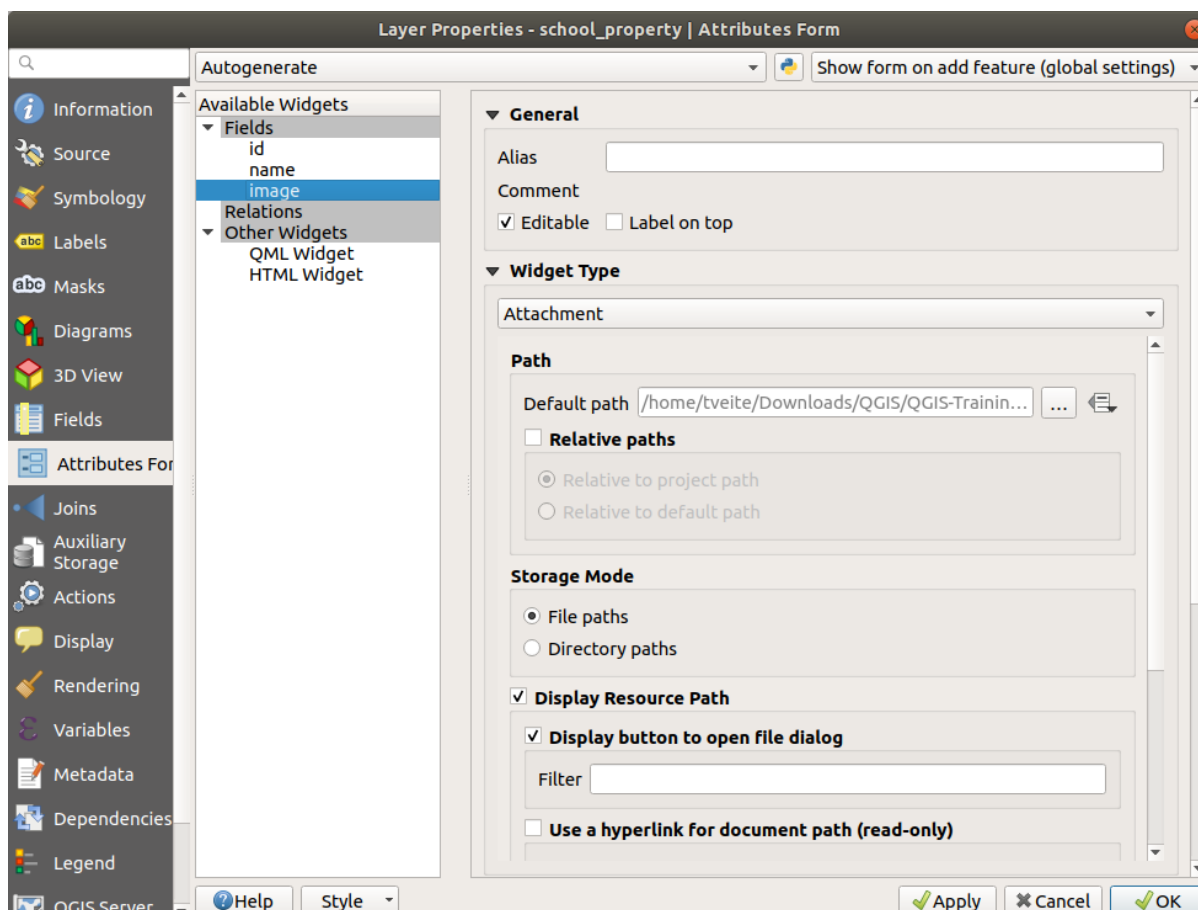 Layer Properties - school_property | Attributes Form
Autogenerate
Show form on add feature (global settings)
Information
Source
Symbology
abc Labels
abc Masks
Diagrams
3D View
Fields
Attributes For
Joins
Auxiliary
Storage
Actions
Display
Rendering
Variables
Metadata
Dependencies
Legend
QGIS Server
Available Widgets
Fields
id
name
image
Relations
Other Widgets
QML Widget
HTML Widget
General
Alias
Comment
Editable Label on top
Widget Type
Attachment
Path
Default path /home/tveite/Downloads/QGIS/QGIS-Trainin... ...
Relative paths
Relative to project path
Relative to default path
Storage Mode
File paths
Directory paths
Display Resource Path
Display button to open file dialog
Filter
Use a hyperlink for document path (read-only)
Help Style Apply Cancel OK